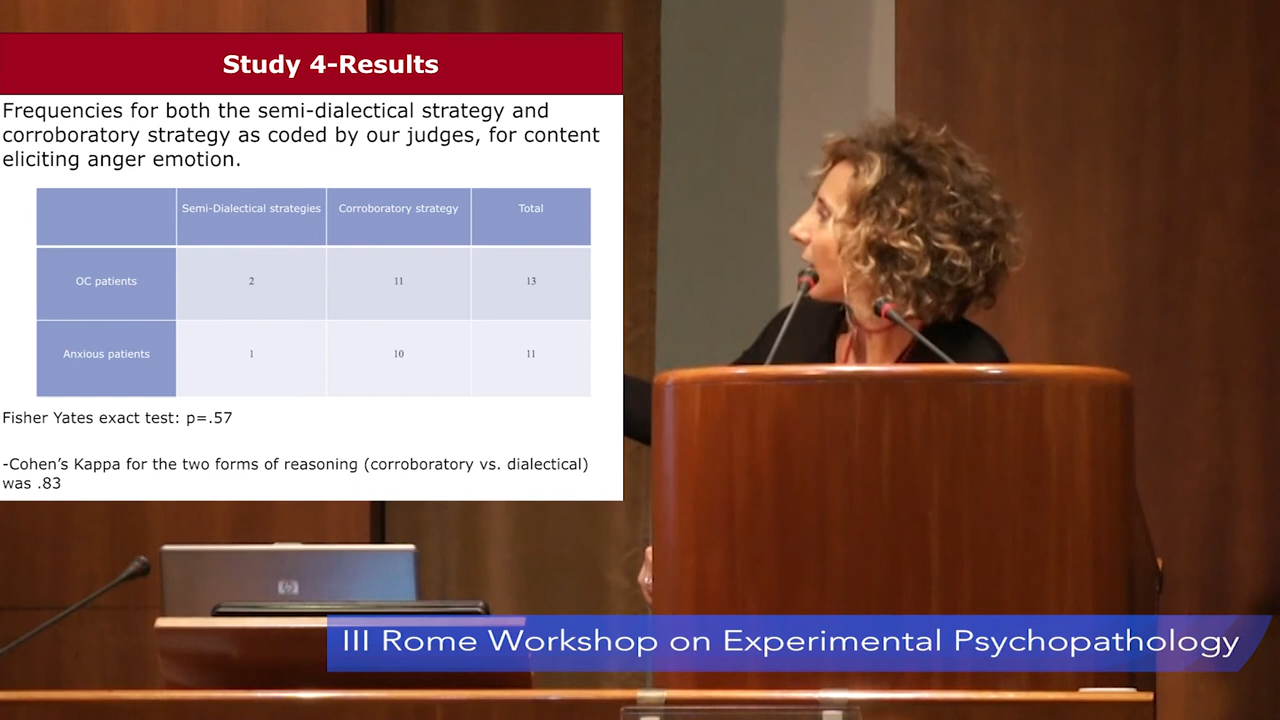 Study 4-Results
Frequencies for both the semi-dialectical strategy and
corroboratory strategy as coded by our judges, for content
eliciting anger emotion.
Semi-Dialectical strategies Corroboratory strategy Total
OC patients 2 11 13
Anxious patients 1 10 11
Fisher Yates exact test: p=.57
-Cohen’s Kappa for the two forms of reasoning (corroboratory vs. dialectical)
was .83
hp
III Rome Workshop on Experimental Psychopathology